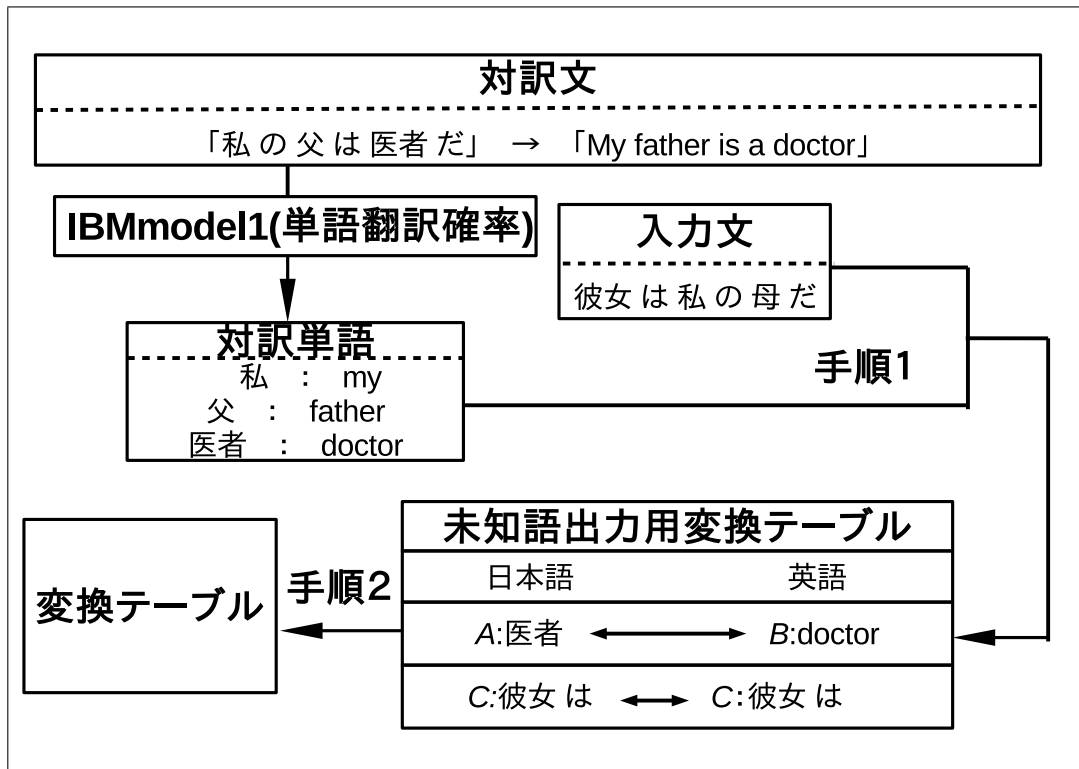 対訳文
「私 の 父 は 医者 だ」 → 「My father is a doctor」
IBMmodel1(単語翻訳確率)
入力文
彼女 は 私 の 母 だ
対訳単語
私 : my
父 : father
医者 : doctor
手順1
未知語出力用変換テーブル
日本語 英語
A:医者 B:doctor
C:彼女 は C:彼女 は
手順2
変換テーブル